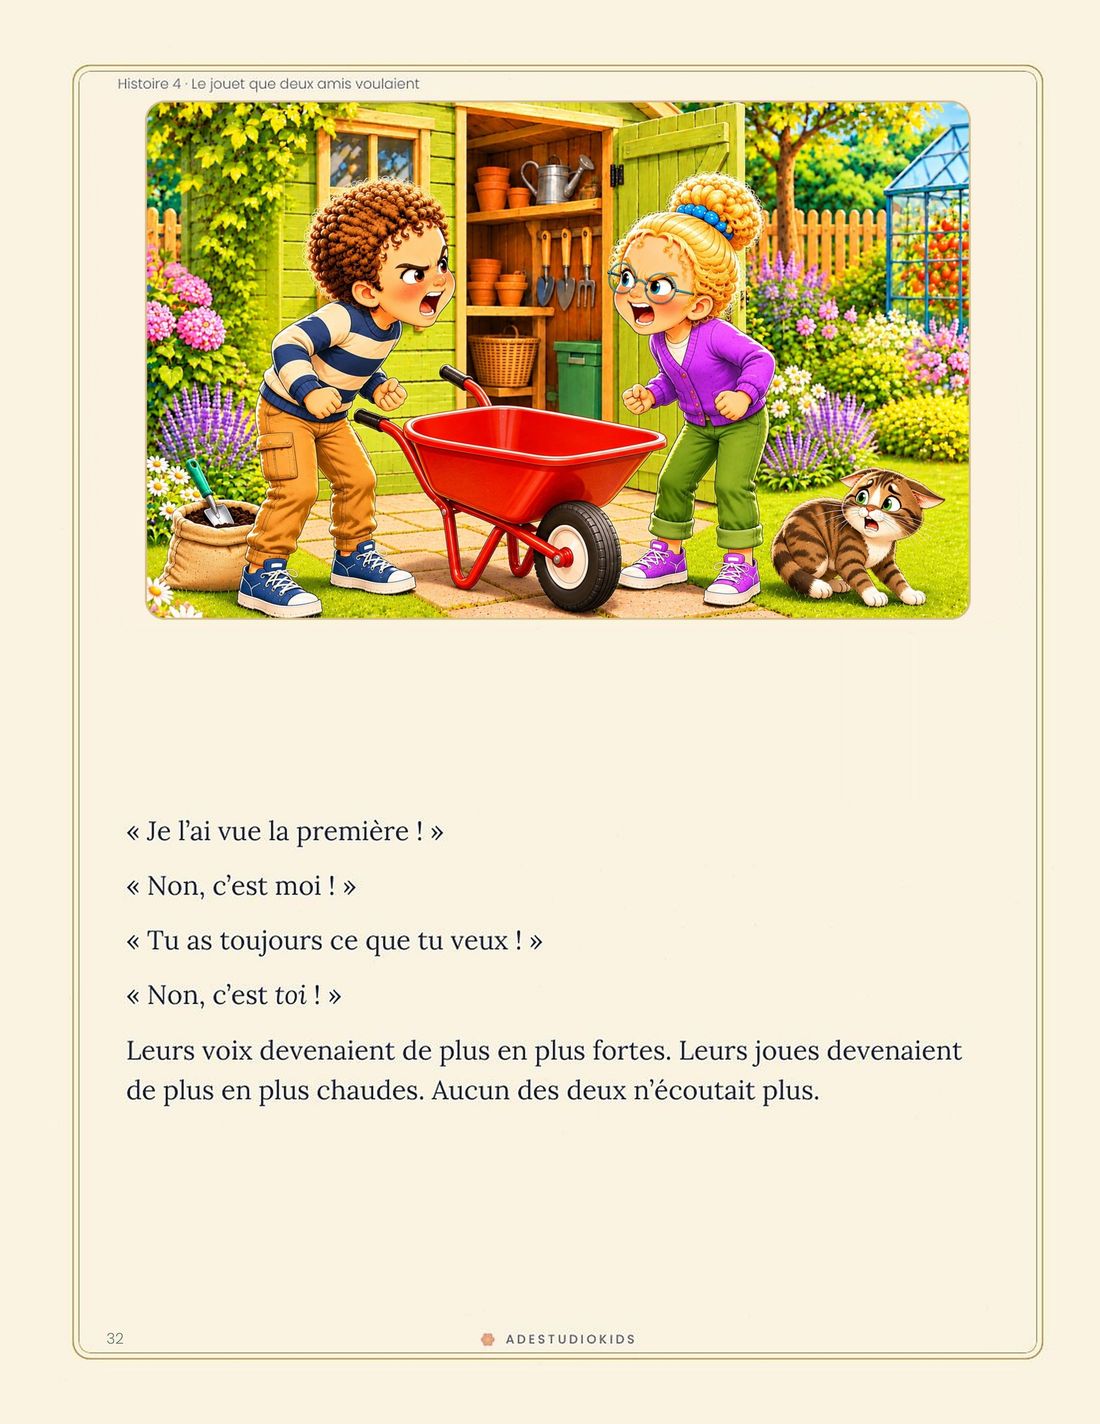 Histoire 4 · Le jouet que deux amis voulaient
« Je l’ai vue la première ! »
« Non, c’est moi ! »
« Tu as toujours ce que tu veux ! »
« Non, c’est toi ! »
Leurs voix devenaient de plus en plus fortes. Leurs joues devenaient
de plus en plus chaudes. Aucun des deux n’écoutait plus.
32
ADESTUDIOKIDS